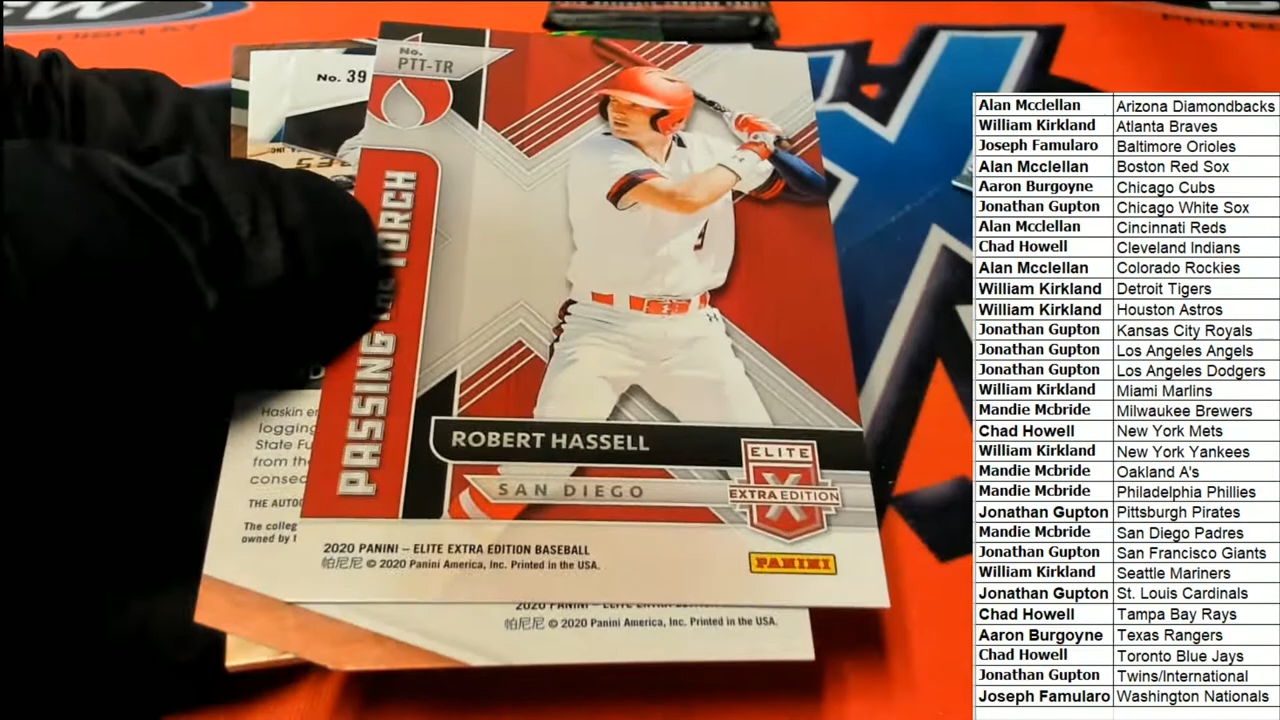 No. 39
No.
PTT-TR
PASSING TORCH
9
ROBERT HASSELL
SAN DIEGO
ELITE
X
EXTRA EDITION
2020 PANINI – ELITE EXTRA EDITION BASEBALL
帕尼尼 © 2020 Panini America, Inc. Printed in the USA.
PANINI
Haskin
logging
State
from the
THE
The
owned by
帕尼尼 © 2020 Panini America, Inc. Printed in the USA.
Alan Mcclellan Arizona Diamondbacks
William Kirkland Atlanta Braves
Joseph Famularo Baltimore Orioles
Alan Mcclellan Boston Red Sox
Aaron Burgoyne Chicago Cubs
Jonathan Gupton Chicago White Sox
Alan Mcclellan Cincinnati Reds
Chad Howell Cleveland Indians
Alan Mcclellan Colorado Rockies
William Kirkland Detroit Tigers
William Kirkland Houston Astros
Jonathan Gupton Kansas City Royals
Jonathan Gupton Los Angeles Angels
Jonathan Gupton Los Angeles Dodgers
William Kirkland Miami Marlins
Mandie Mcbride Milwaukee Brewers
Chad Howell New York Mets
William Kirkland New York Yankees
Mandie Mcbride Oakland A's
Mandie Mcbride Philadelphia Phillies
Jonathan Gupton Pittsburgh Pirates
Mandie Mcbride San Diego Padres
Jonathan Gupton San Francisco Giants
William Kirkland Seattle Mariners
Jonathan Gupton St. Louis Cardinals
Chad Howell Tampa Bay Rays
Aaron Burgoyne Texas Rangers
Chad Howell Toronto Blue Jays
Jonathan Gupton Twins/International
Joseph Famularo Washington Nationals